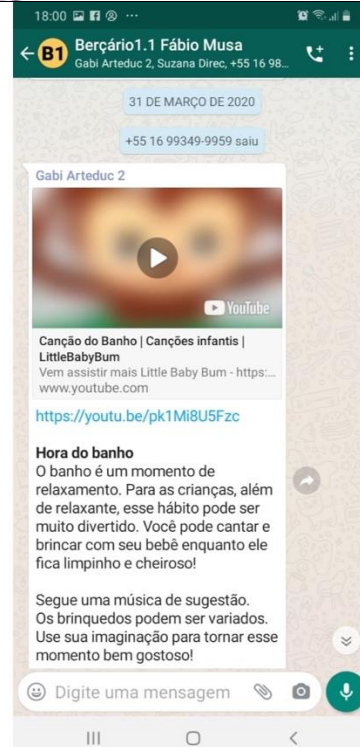 18:00
B1
Berçário1.1 Fábio Musa
Gabi Arteduc 2, Suzana Direc, +55 16 98...
31 DE MARÇO DE 2020
+55 16 99349-9959 saiu
Gabi Arteduc 2
YouTube
Canção do Banho | Canções infantis |
LittleBabyBum
Vem assistir mais Little Baby Bum - https:...
www.youtube.com
https://youtu.be/pk1Mi8U5Fzc
Hora do banho
O banho é um momento de
relaxamento. Para as crianças, além
de relaxante, esse hábito pode ser
muito divertido. Você pode cantar e
brincar com seu bebê enquanto ele
fica limpinho e cheiroso!
Segue uma música de sugestão.
Os brinquedos podem ser variados.
Use sua imaginação para tornar esse
momento bem gostoso!
Digite uma mensagem